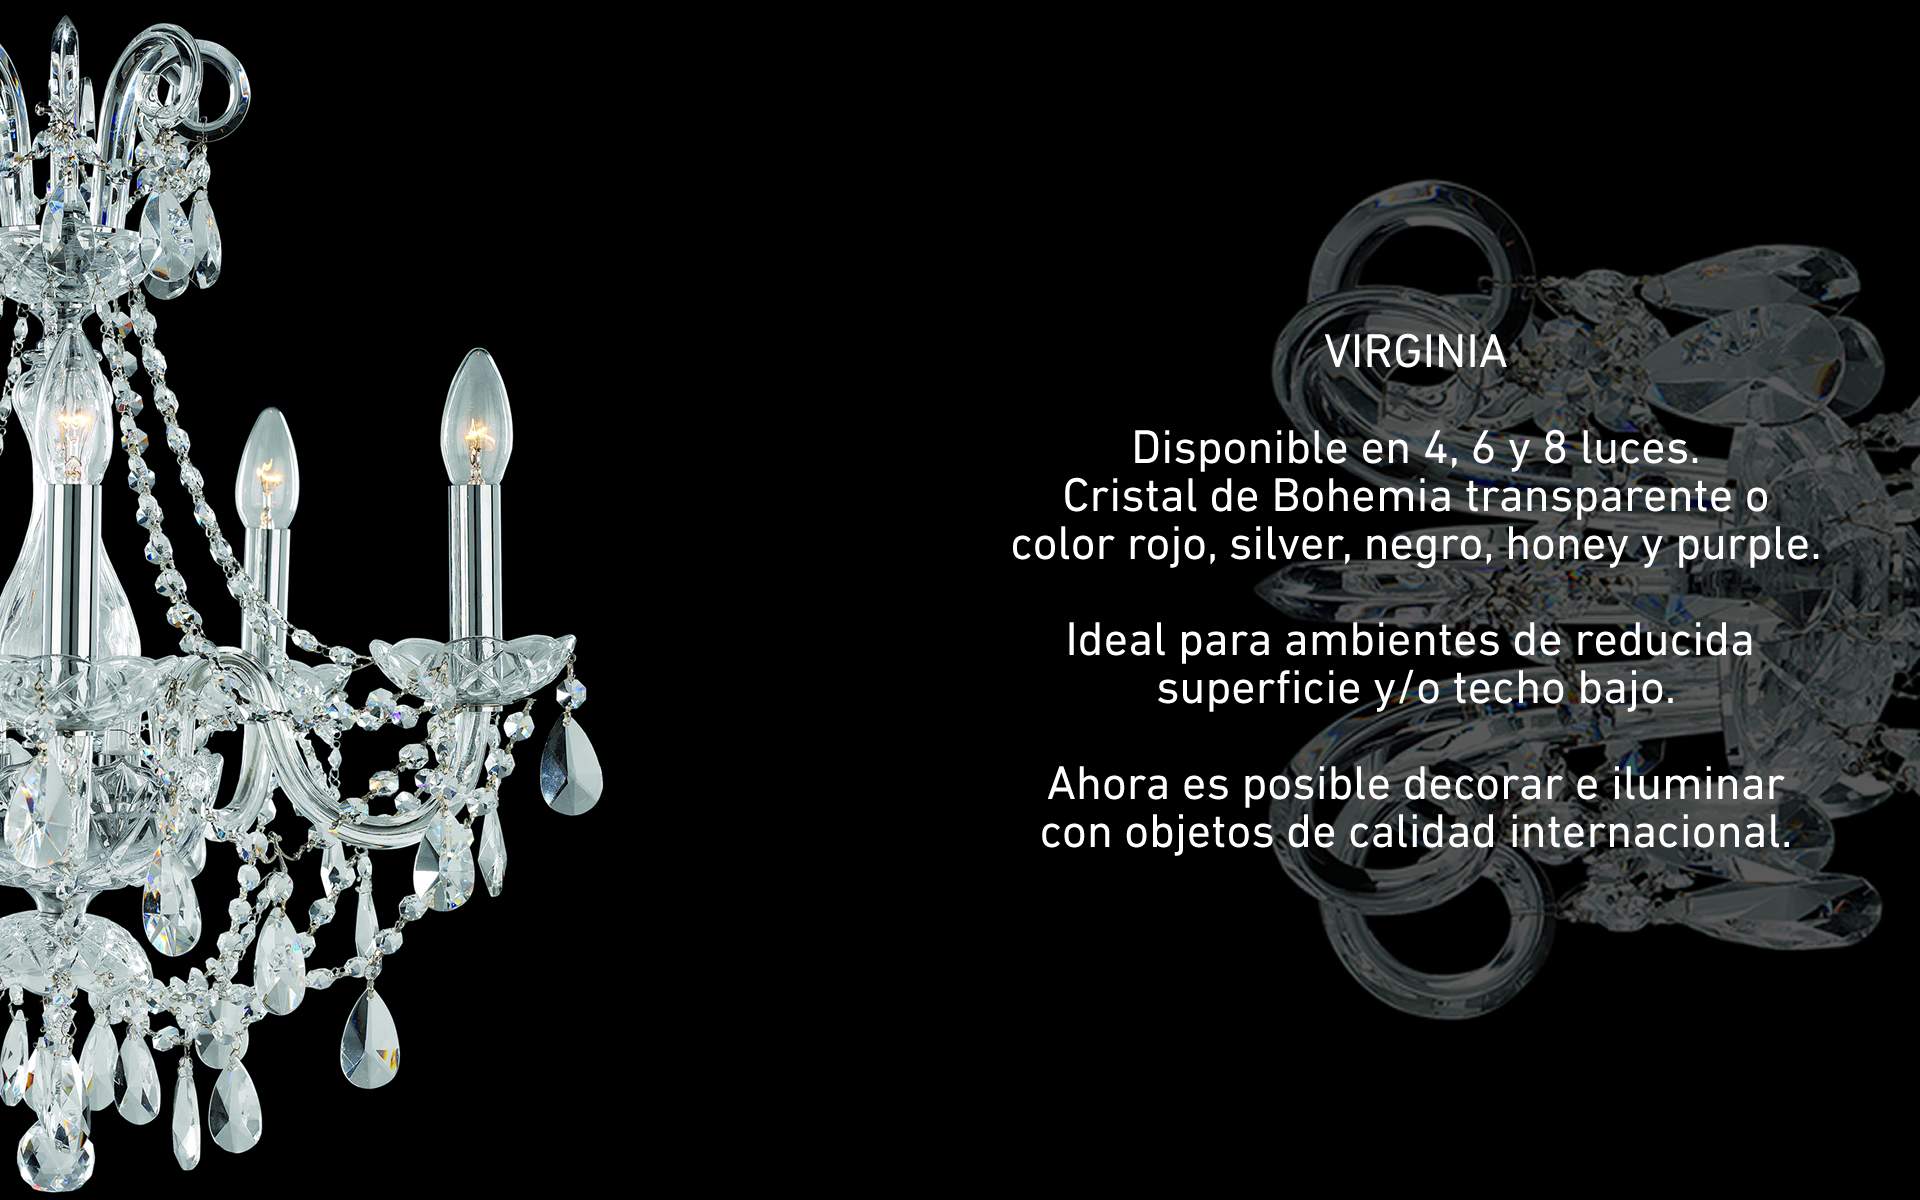 VIRGINIA
Disponible en 4, 6 y 8 luces.
Cristal de Bohemia transparente o
color rojo, silver, negro, honey y purple.
Ideal para ambientes de reducida
superficie y/o techo bajo.
Ahora es posible decorar e iluminar
con objetos de calidad internacional.